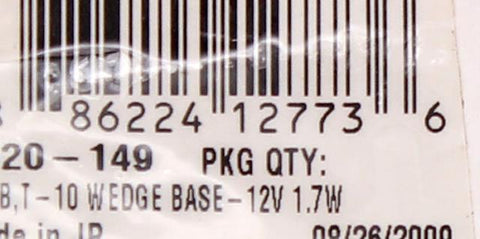 86224 12773 6
20-149 PKG QTY:
B,T-10 WEDGE BASE-12V 1.7W
de in JP 08/26/2009